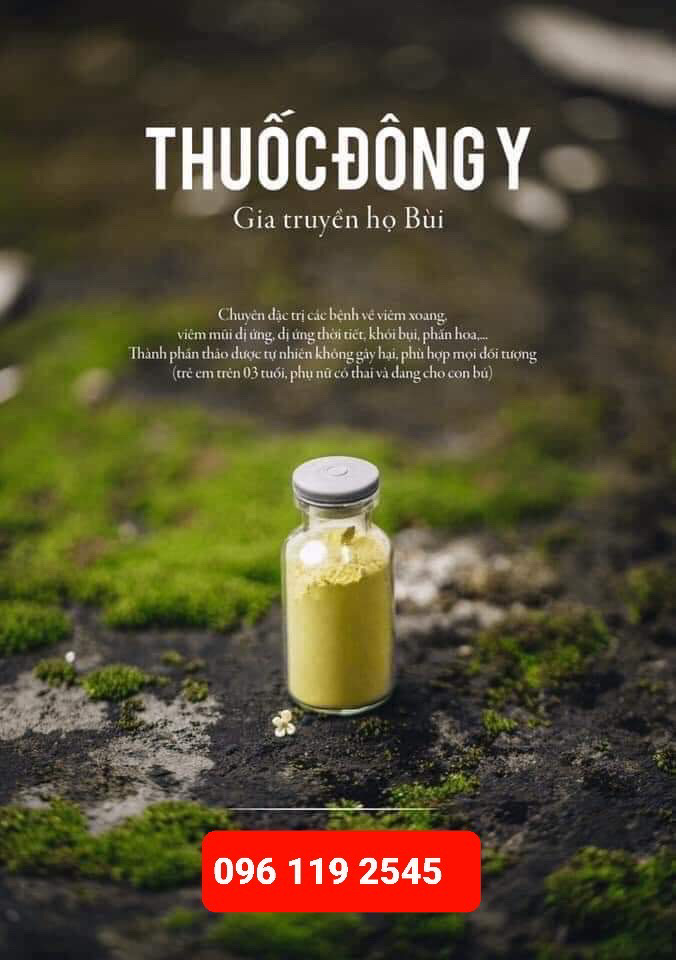 THUỐC ĐÔNG Y
Gia truyền họ Bùi
Chuyên đặc trị các bệnh về viêm xoang,
viêm mũi dị ứng, dị ứng thời tiết, khói bụi, phấn hoa,...
Thành phần thảo dược tự nhiên không gây hại, phù hợp mọi đối tượng
(trẻ em trên 03 tuổi, phụ nữ có thai và đang cho con bú)
096 119 2545